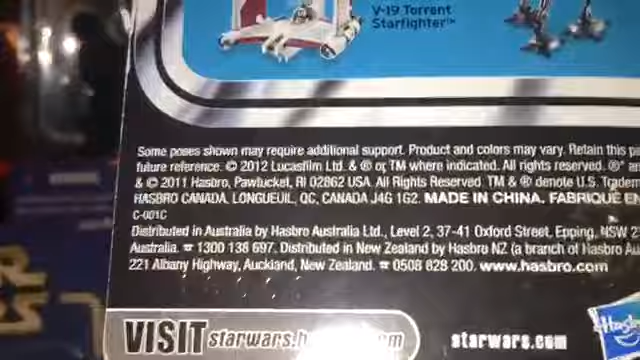 V-19 Torrent
Starfighter™
Some poses shown may require additional support. Product and colors may vary. Retain this
future reference. © 2012 Lucasfilm Ltd. & ® or TM where indicated. All rights reserved. ®*
& © 2011 Hasbro, Pawtucket, RI 02862 USA. All Rights Reserved. TM & ® denote U.S.
HASBRO CANADA, LONGUEUIL, QC, CANADA J4G 1G2. MADE IN CHINA. FABRIQUÉ EN
C-001C
Distributed in Australia by Hasbro Australia Ltd., Level 2, 37-41 Oxford Street, Epping, NSW
Australia. ☎ 1300 138 697. Distributed in New Zealand by Hasbro NZ (a branch of Hasbro
221 Albany Highway, Auckland, New Zealand. ☎ 0508 828 200. www.hasbro.com
VISIT
starwars.com
Hasbro